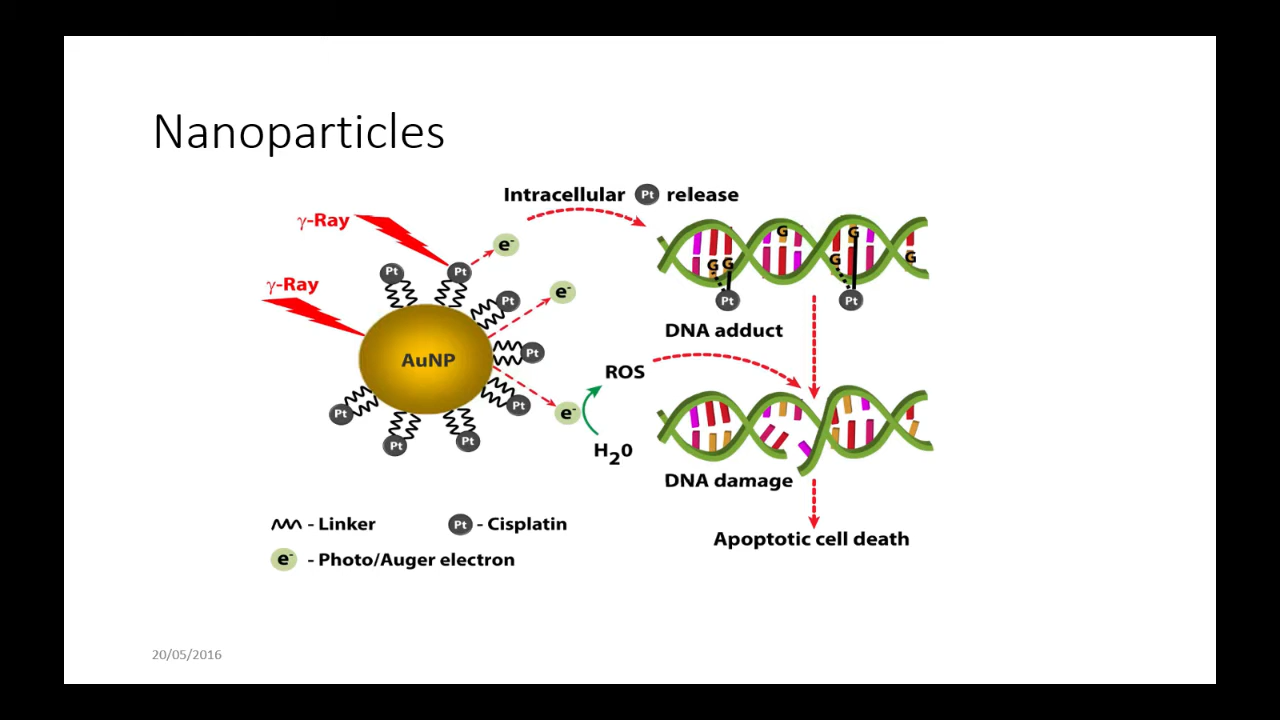 Nanoparticles
Intracellular Pt release
γ-Ray
γ-Ray
e-
e-
e-
Pt
Pt
Pt
Pt
Pt
Pt
Pt
Pt
AuNP
G
G
G
G
G
G
Pt
Pt
DNA adduct
ROS
H20
DNA damage
Apoptotic cell death
- Linker
Pt - Cisplatin
e- - Photo/Auger electron
20/05/2016